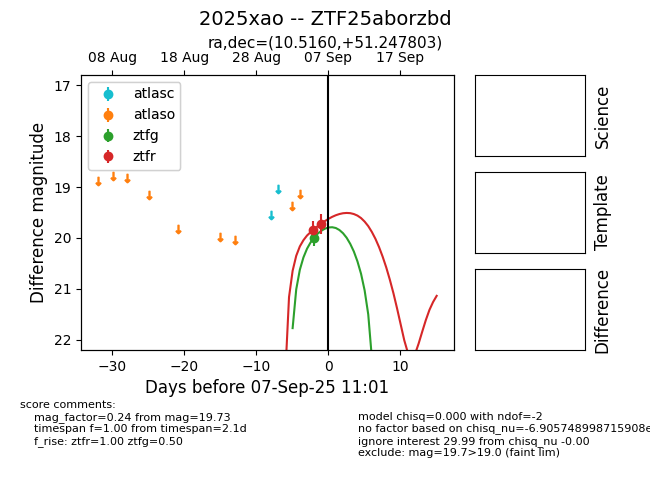 2025xao -- ZTF25aborzbd
ra,dec=(10.5160,+51.247803)
08 Aug 18 Aug 28 Aug 07 Sep 17 Sep
atlasc
atlaso
ztfg
ztfr
17
18
19
20
21
22
Difference magnitude
−30 −20 −10 0 10
Days before 07-Sep-25 11:01
Science
Template
Difference
score comments:
mag_factor=0.24 from mag=19.73
timespan f=1.00 from timespan=2.1d
f_rise: ztfr=1.00 ztfg=0.50
model chisq=0.000 with ndof=-2
no factor based on chisq_nu=-6.905748998715908e
ignore interest 29.99 from chisq_nu -0.00
exclude: mag=19.7>19.0 (faint lim)